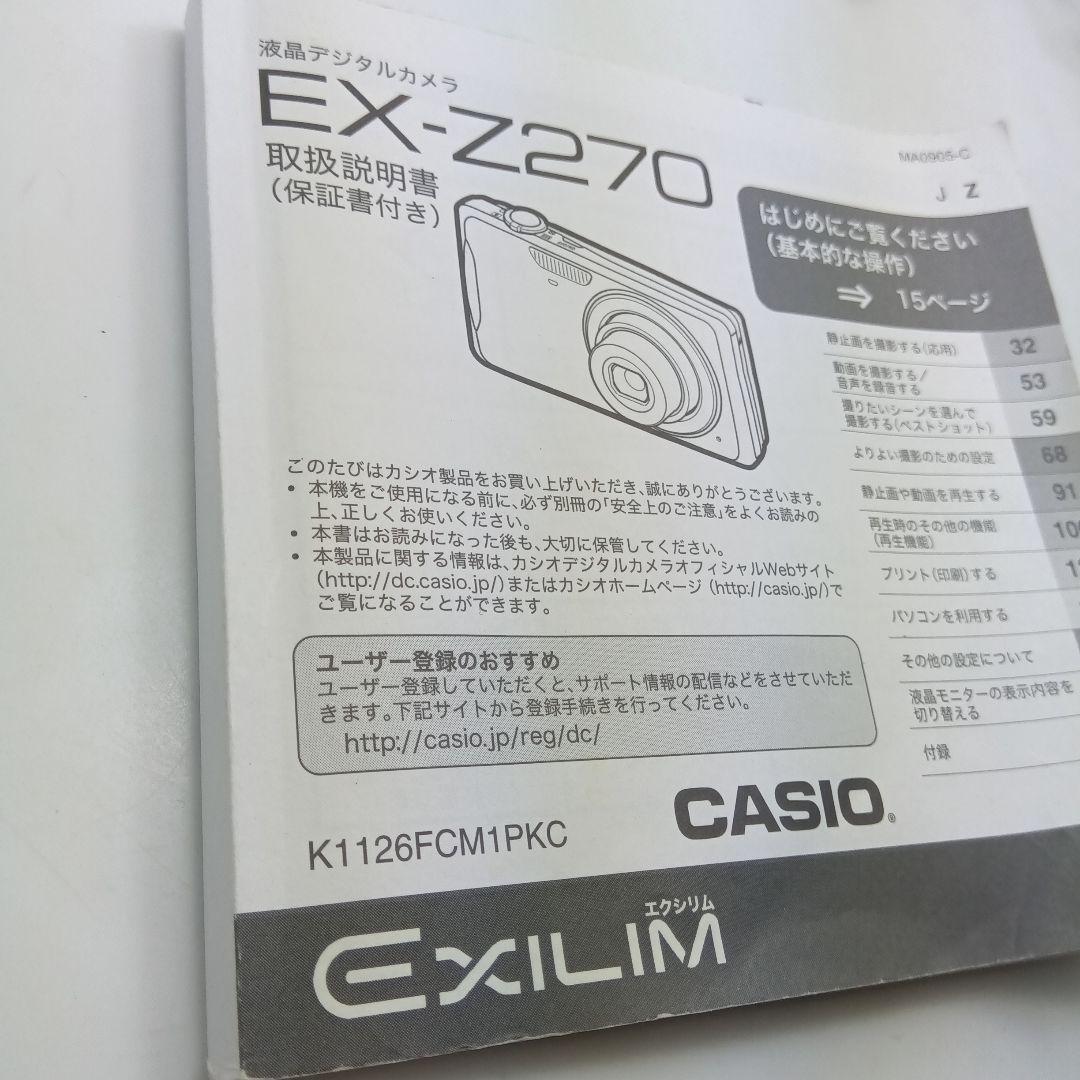 液晶デジタルカメラ
EX-Z270
取扱説明書
(保証書付き)
MA0905-C
J Z
はじめにご覧ください
(基本的な操作)
⇒ 15ページ
静止画を撮影する(応用) 32
動画を撮影する/
音声を録音する 53
撮りたいシーンを選んで
撮影する(ベストショット) 59
よりよい撮影のための設定 68
静止画や動画を再生する 91
再生時のその他の機能
(再生機能)
プリント(印刷)する
パソコンを利用する
その他の設定について
液晶モニターの表示内容を
切り替える
付録
このたびはカシオ製品をお買い上げいただき、誠にありがとうございます。
• 本機をご使用になる前に、必ず別冊の「安全上のご注意」をよくお読みの
上、正しくお使いください。
• 本書はお読みになった後も、大切に保管してください。
• 本製品に関する情報は、カシオデジタルカメラオフィシャルWebサイト
(http://dc.casio.jp/)またはカシオホームページ (http://casio.jp/)で
ご覧になることができます。
ユーザー登録のおすすめ
ユーザー登録していただくと、サポート情報の配信などをさせていただ
きます。下記サイトから登録手続きを行ってください。
http://casio.jp/reg/dc/
CASIO®
K1126FCM1PKC
エクシリム
EXILIM